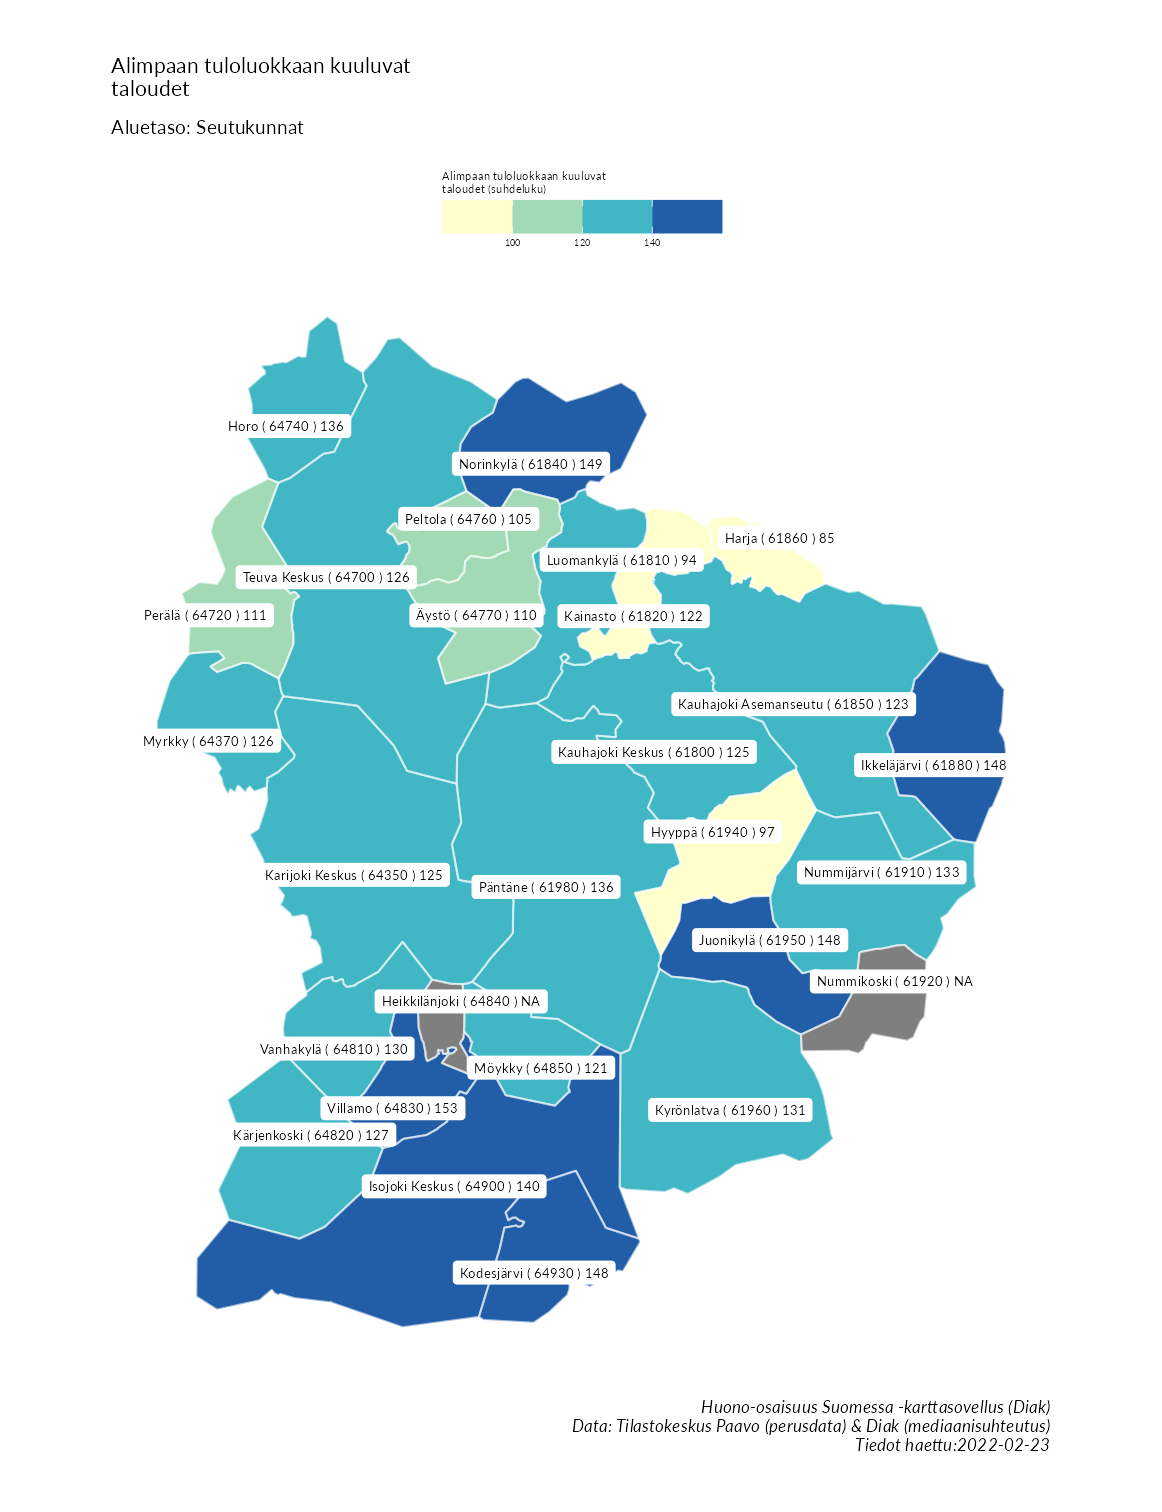 Alimpaan tuloluokkaan kuuluvat
taloudet
Aluetaso: Seutukunnat
Alimpaan tuloluokkaan kuuluvat
taloudet (suhdeluku)
100 120 140
Horo ( 64740 ) 136
Norinkylä ( 61840 ) 149
Peltola ( 64760 ) 105
Harja ( 61860 ) 85
Luomankylä ( 61810 ) 94
Teuva Keskus ( 64700 ) 126
Perälä ( 64720 ) 111
Äystö ( 64770 ) 110
Kainasto ( 61820 ) 122
Kauhajoki Asemanseutu ( 61850 ) 123
Myrkky ( 64370 ) 126
Kauhajoki Keskus ( 61800 ) 125
Ikkeläjärvi ( 61880 ) 148
Hyyppä ( 61940 ) 97
Nummijärvi ( 61910 ) 133
Karijoki Keskus ( 64350 ) 125
Päntäne ( 61980 ) 136
Juonikylä ( 61950 ) 148
Nummikoski ( 61920 ) NA
Heikkilänjoki ( 64840 ) NA
Vanhakylä ( 64810 ) 130
Möykky ( 64850 ) 121
Villamo ( 64830 ) 153
Kyrönlatva ( 61960 ) 131
Kärjenkoski ( 64820 ) 127
Isojoki Keskus ( 64900 ) 140
Kodesjärvi ( 64930 ) 148
Huono-osaisuus Suomessa -karttasovellus (Diak)
Data: Tilastokeskus Paavo (perusdata) & Diak (mediaanisuhteutus)
Tiedot haettu:2022-02-23